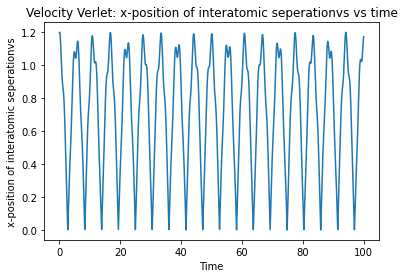 Velocity Verlet: x-position of interatomic seperationvs vs time
x-position of interatomic seperationvs
1.2
1.0
0.8
0.6
0.4
0.2
0.0
0 20 40 60 80 100
Time